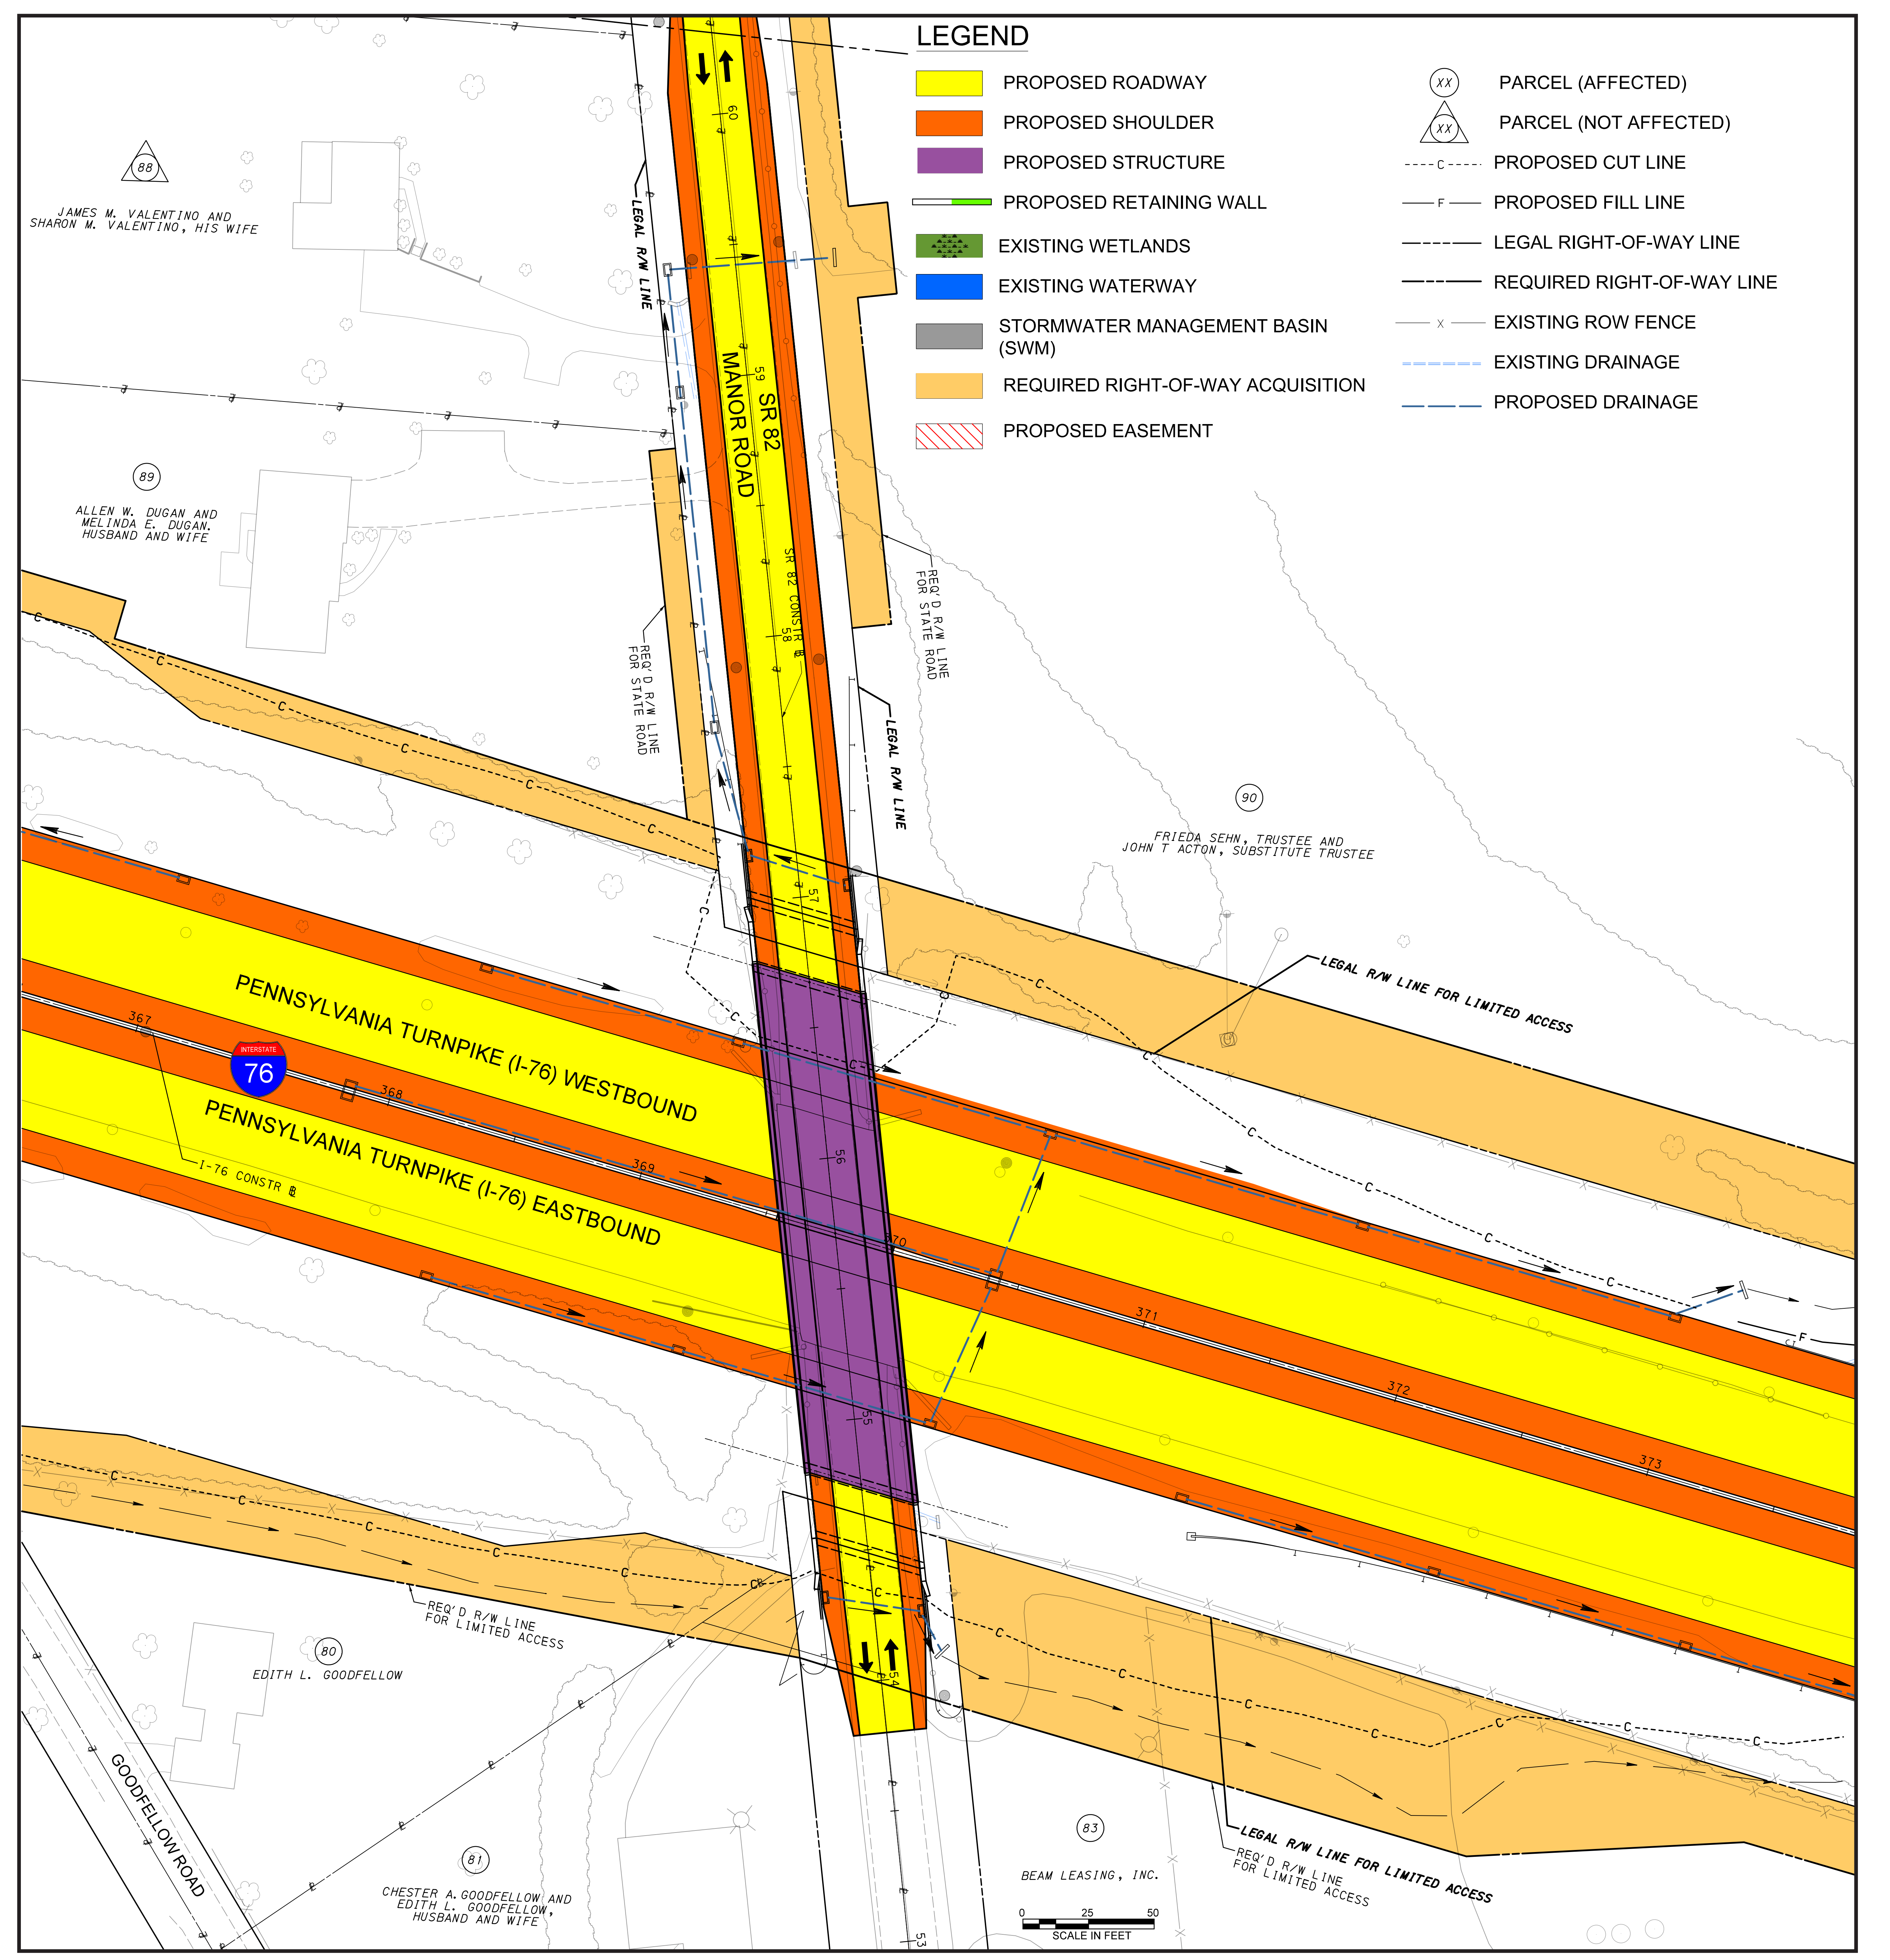 LEGEND
PROPOSED ROADWAY
PROPOSED SHOULDER
PROPOSED STRUCTURE
PROPOSED RETAINING WALL
EXISTING WETLANDS
EXISTING WATERWAY
STORMWATER MANAGEMENT BASIN
(SWM)
REQUIRED RIGHT-OF-WAY ACQUISITION
PROPOSED EASEMENT
XX
PARCEL (AFFECTED)
XX
PARCEL (NOT AFFECTED)
C
PROPOSED CUT LINE
F
PROPOSED FILL LINE
LEGAL RIGHT-OF-WAY LINE
REQUIRED RIGHT-OF-WAY LINE
X
EXISTING ROW FENCE
EXISTING DRAINAGE
PROPOSED DRAINAGE
88
JAMES M. VALENTINO AND
SHARON M. VALENTINO, HIS WIFE
LEGAL R/W LINE
60
59
SR 82
MANOR ROAD
89
ALLEN W. DUGAN AND
MELINDA E. DUGAN.
HUSBAND AND WIFE
SR 82 CONSTR
58
REQ'D R/W LINE
FOR STATE ROAD
REQ'D R/W LINE
FOR STATE ROAD
LEGAL R/W LINE
90
FRIEDA SEHN, TRUSTEE AND
JOHN T ACTON, SUBSTITUTE TRUSTEE
57
LEGAL R/W LINE FOR LIMITED ACCESS
PENNSYLVANIA TURNPIKE (I-76) WESTBOUND
367
INTERSTATE
76
368
PENNSYLVANIA TURNPIKE (I-76) EASTBOUND
I-76 CONSTR
369
56
370
371
372
373
55
REQ'D R/W LINE
FOR LIMITED ACCESS
80
EDITH L. GOODFELLOW
54
GOODFELLOW ROAD
81
CHESTER A. GOODFELLOW AND
EDITH L. GOODFELLOW,
HUSBAND AND WIFE
83
BEAM LEASING, INC.
LEGAL R/W LINE FOR LIMITED ACCESS
REQ'D R/W LINE
FOR LIMITED ACCESS
0 25 50
SCALE IN FEET
53